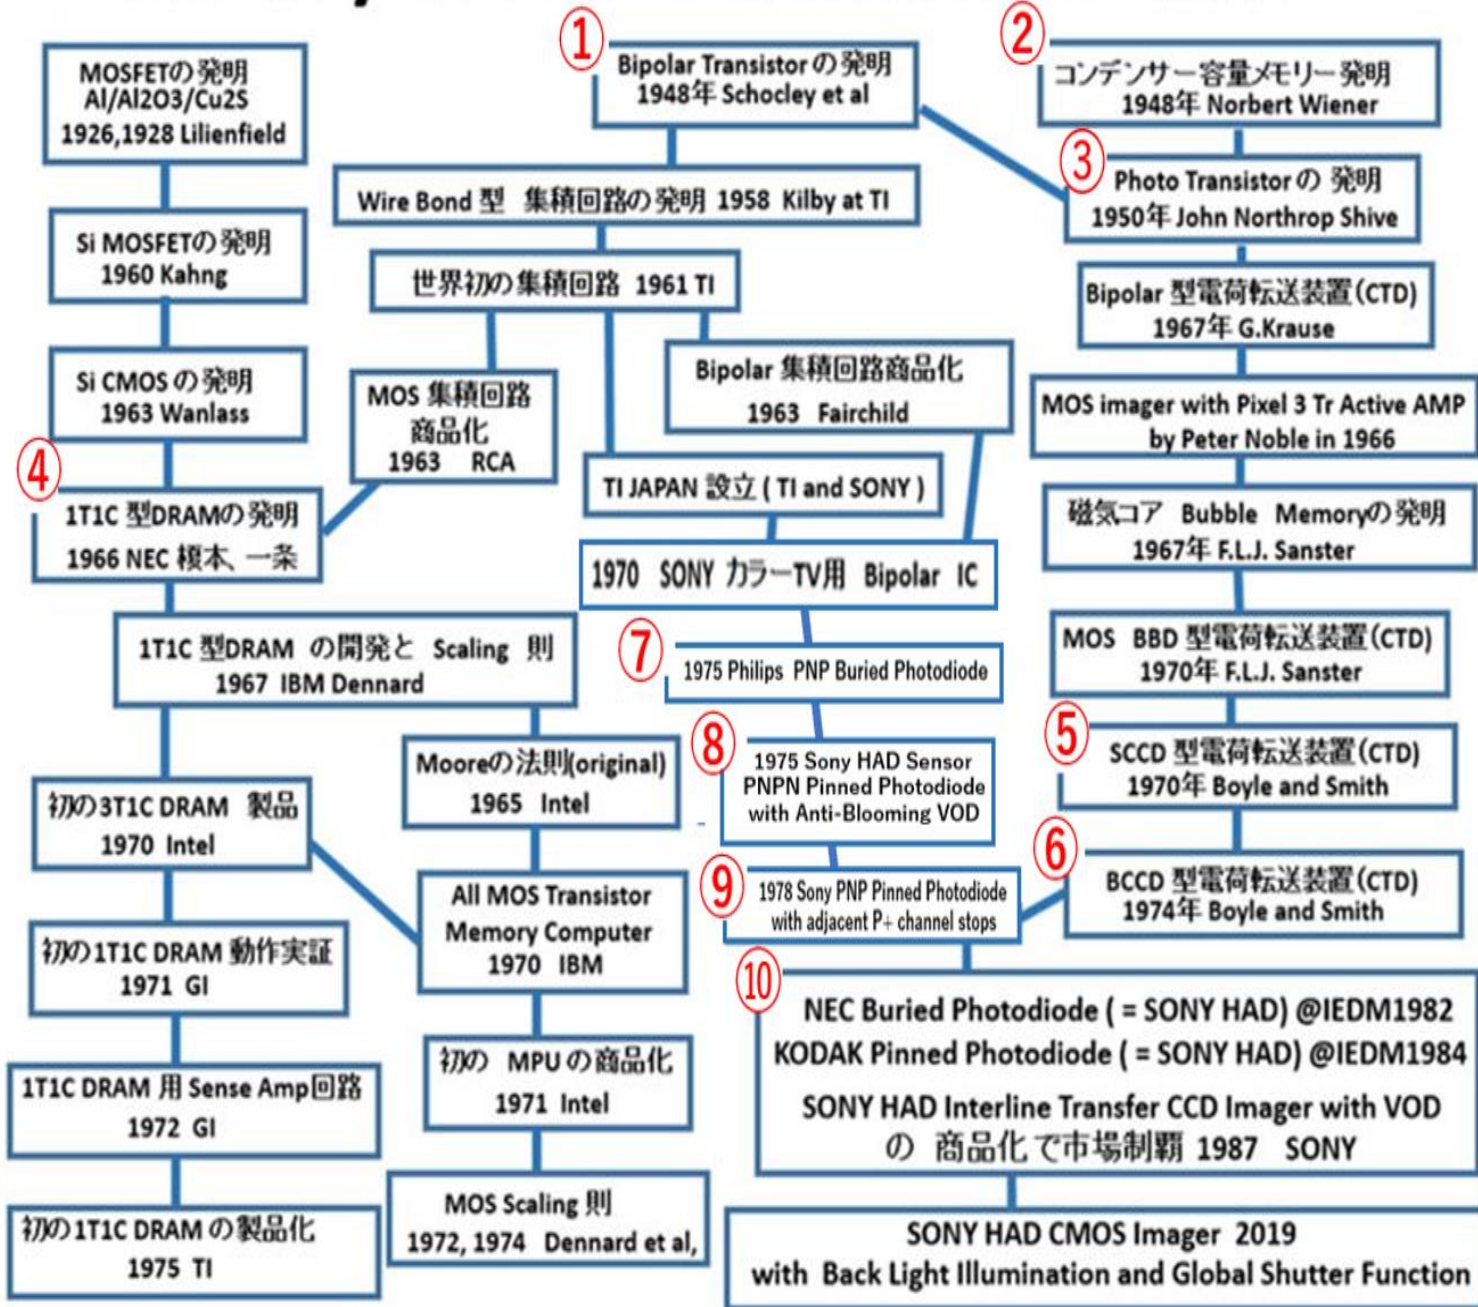 ①
Bipolar Transistor の発明
1948年 Schocley et al
②
コンデンサー容量メモリー発明
1948年 Norbert Wiener
MOSFETの発明
Al/Al2O3/Cu2S
1926,1928 Lilienfield
③
Photo Transistorの 発明
1950年 John Northrop Shive
Wire Bond 型 集積回路の発明 1958 Kilby at TI
Si MOSFETの発明
1960 Kahng
世界初の集積回路 1961 TI
Bipolar 型電荷転送装置(CTD)
1967年 G.Krause
Si CMOS の発明
1963 Wanlass
MOS 集積回路
商品化
1963 RCA
Bipolar 集積回路商品化
1963 Fairchild
MOS imager with Pixel 3 Tr Active AMP
by Peter Noble in 1966
④
1T1C 型DRAMの発明
1966 NEC 榎本、一条
TI JAPAN 設立 ( TI and SONY )
磁気コア Bubble Memoryの発明
1967年 F.L.J. Sanster
1970 SONY カラーTV用 Bipolar IC
1T1C 型DRAM の開発と Scaling 則
1967 IBM Dennard
⑦
1975 Philips PNP Buried Photodiode
MOS BBD 型電荷転送装置(CTD)
1970年 F.L.J. Sanster
⑤
SCCD 型電荷転送装置(CTD)
1970年 Boyle and Smith
⑧
1975 Sony HAD Sensor
PNPN Pinned Photodiode
with Anti-Blooming VOD
Mooreの法則(original)
1965 Intel
初の3T1C DRAM 製品
1970 Intel
⑥
BCCD 型電荷転送装置(CTD)
1974年 Boyle and Smith
⑨
1978 Sony PNP Pinned Photodiode
with adjacent P+ channel stops
All MOS Transistor
Memory Computer
1970 IBM
初の1T1C DRAM 動作実証
1971 GI
⑩
NEC Buried Photodiode ( = SONY HAD) @IEDM1982
KODAK Pinned Photodiode ( = SONY HAD) @IEDM1984
SONY HAD Interline Transfer CCD Imager with VOD
の 商品化で市場制覇 1987 SONY
初の MPUの商品化
1971 Intel
1T1C DRAM 用 Sense Amp回路
1972 GI
MOS Scaling 則
1972, 1974 Dennard et al,
初の1T1C DRAM の製品化
1975 TI
SONY HAD CMOS Imager 2019
with Back Light Illumination and Global Shutter Function